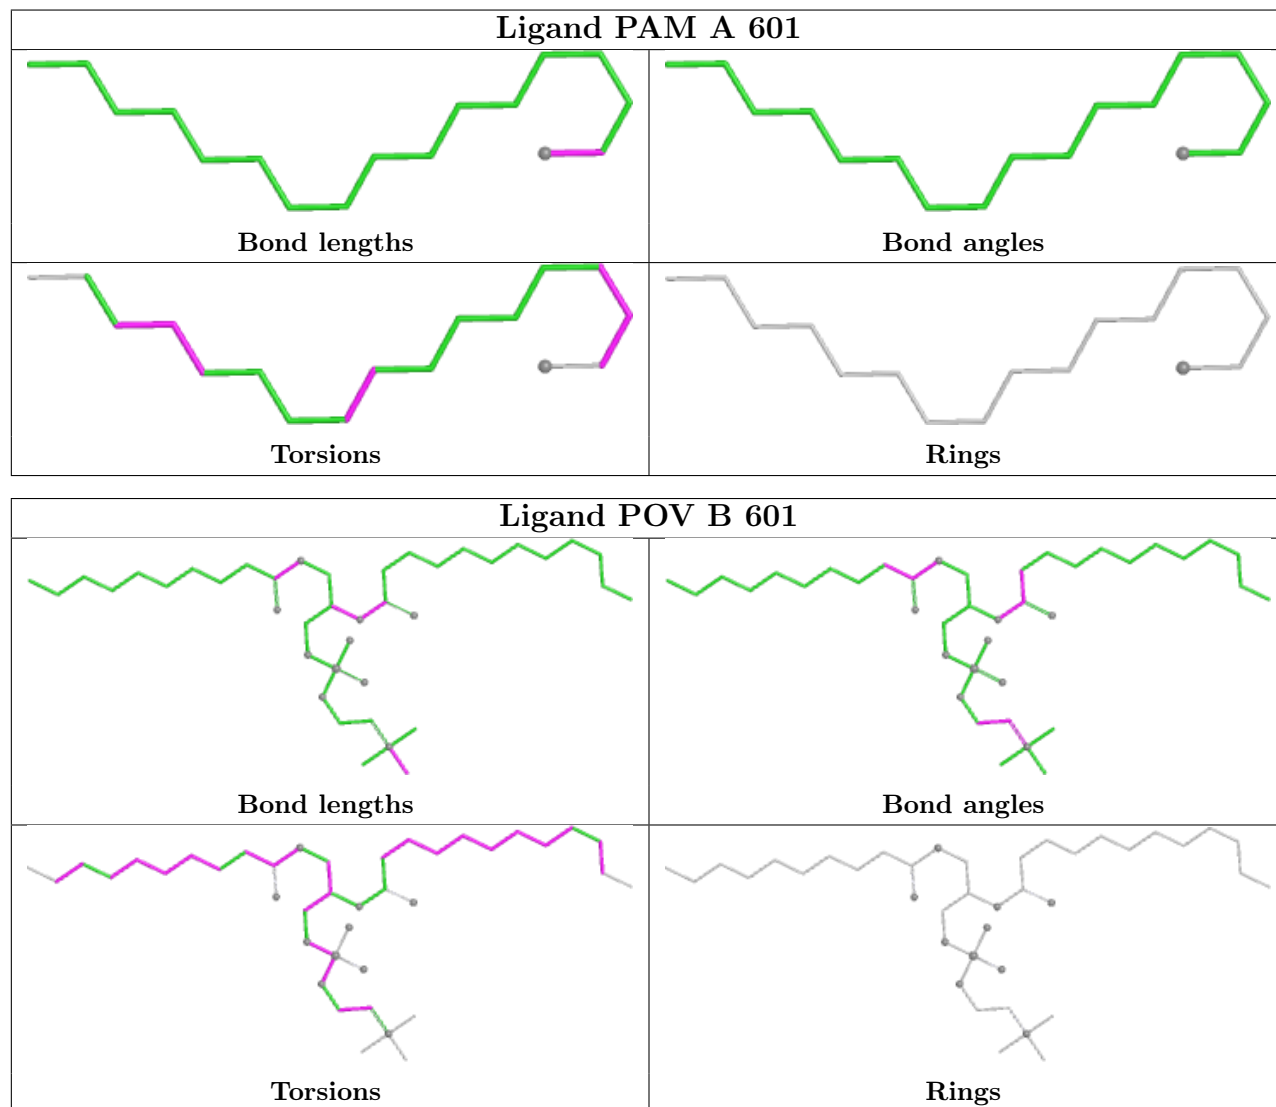 Ligand PAM A 601
Bond lengths
Bond angles
Torsions
Rings
Ligand POV B 601
Bond lengths
Bond angles
Torsions
Rings